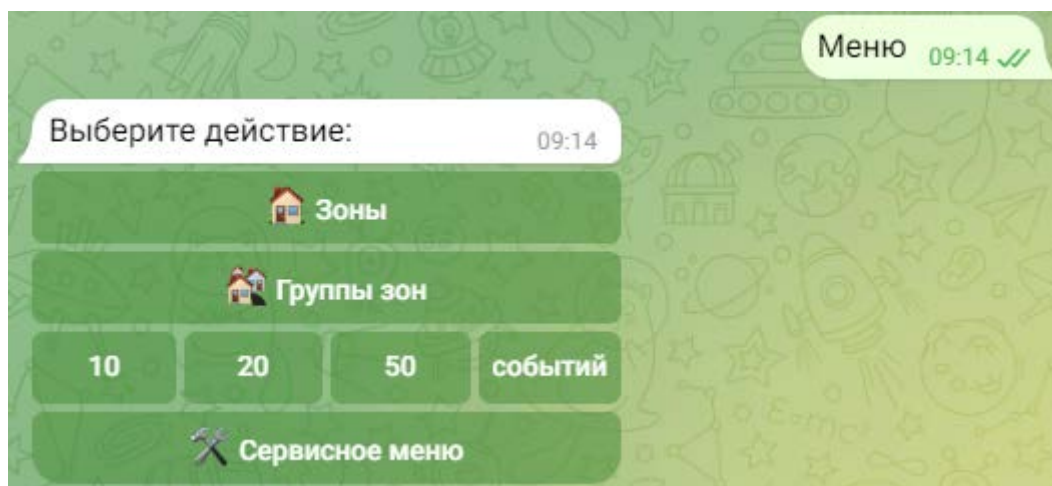 Меню 09:14
Выберите действие: 09:14
Зоны
Группы зон
10 20 50 событий
Сервисное меню